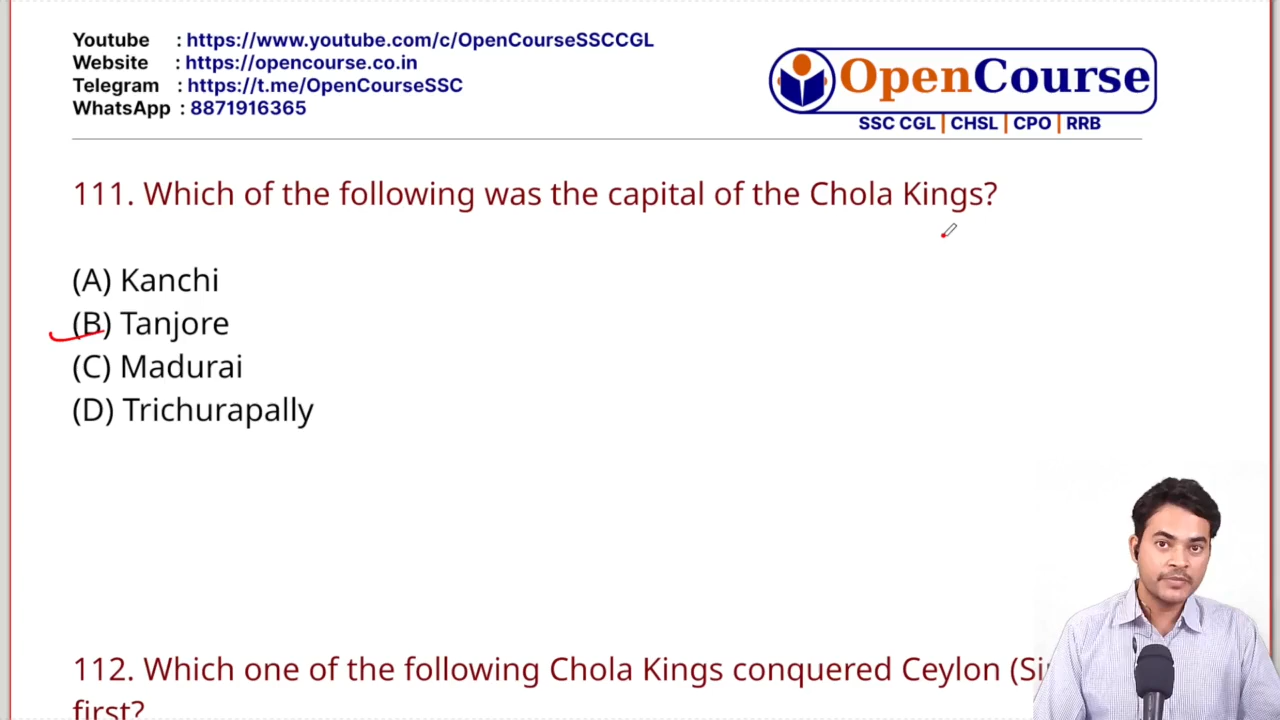 Youtube : https://www.youtube.com/c/OpenCourseSSCCGL
Website : https://opencourse.co.in
Telegram : https://t.me/OpenCourseSSC
WhatsApp : 8871916365
OpenCourse
SSC CGL | CHSL | CPO | RRB
111. Which of the following was the capital of the Chola Kings?
(A) Kanchi
(B) Tanjore
(C) Madurai
(D) Trichurapally
112. Which one of the following Chola Kings conquered Ceylon
first?